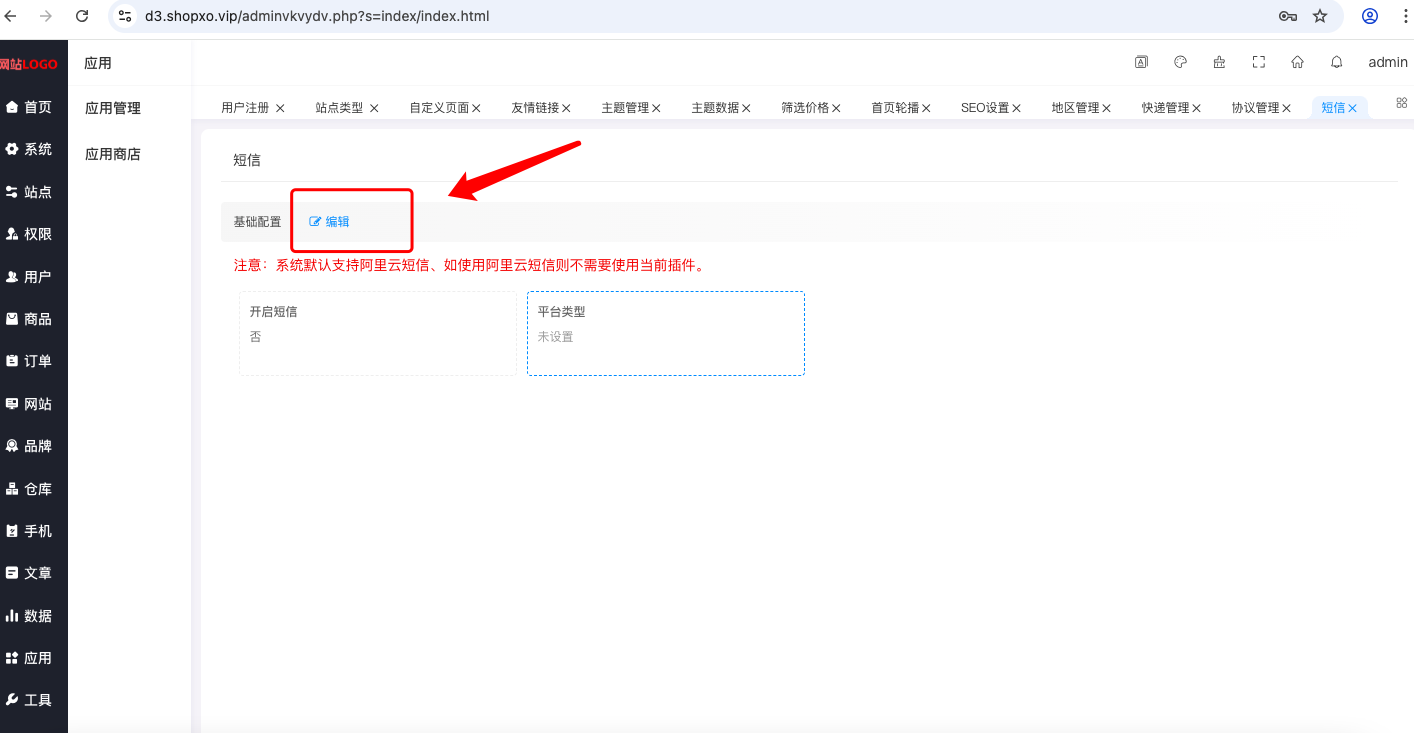 d3.shopxo.vip/adminvkvydv.php?s=index/index.html
网站LOGO
应用
admin
首页
系统
站点
权限
用户
商品
订单
网站
品牌
仓库
手机
文章
数据
应用
工具
应用管理
应用商店
用户注册 站点类型 自定义页面 友情链接 主题管理 主题数据 筛选价格 首页轮播 SEO设置 地区管理 快递管理 协议管理 短信
短信
基础配置 编辑
注意：系统默认支持阿里云短信、如使用阿里云短信则不需要使用当前插件。
开启短信
否
平台类型
未设置